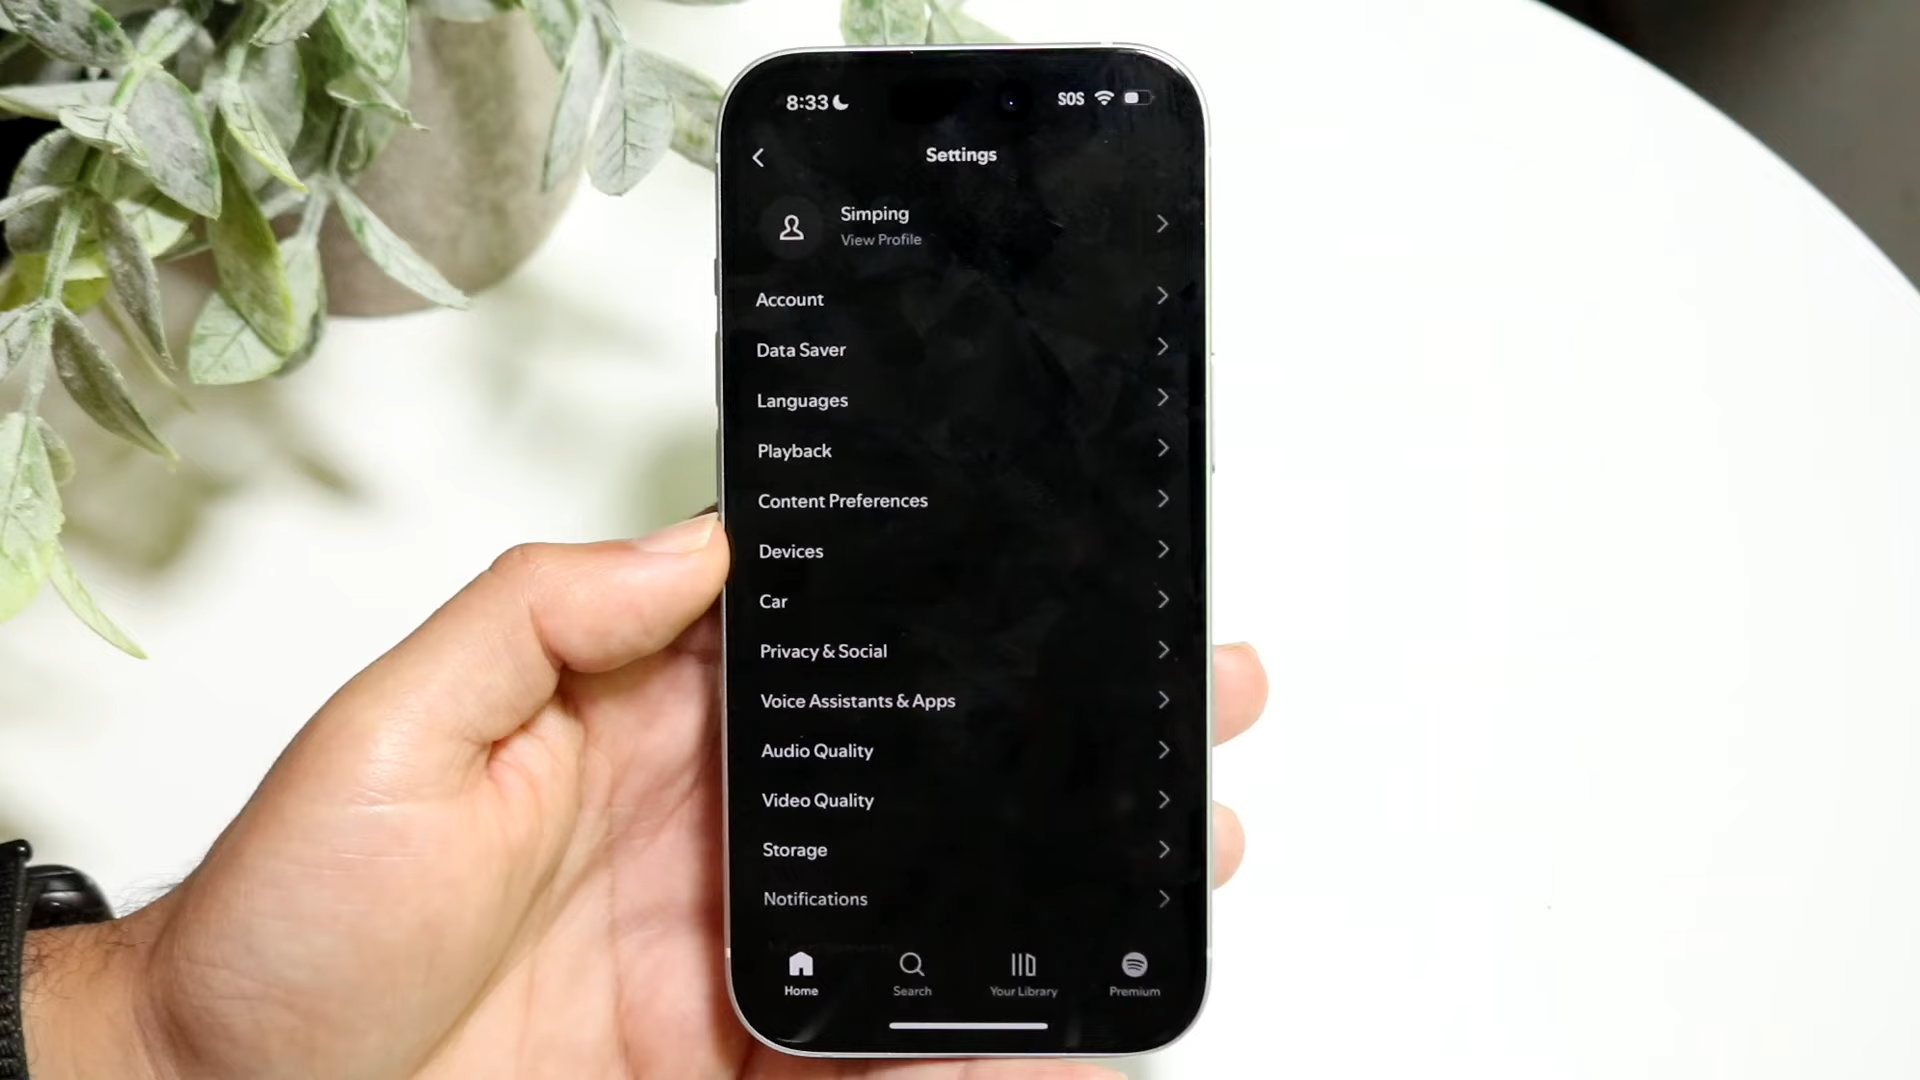 8:33
SOS
Settings
Simping
View Profile
Account
Data Saver
Languages
Playback
Content Preferences
Devices
Car
Privacy & Social
Voice Assistants & Apps
Audio Quality
Video Quality
Storage
Notifications
Home
Search
Your Library
Premium